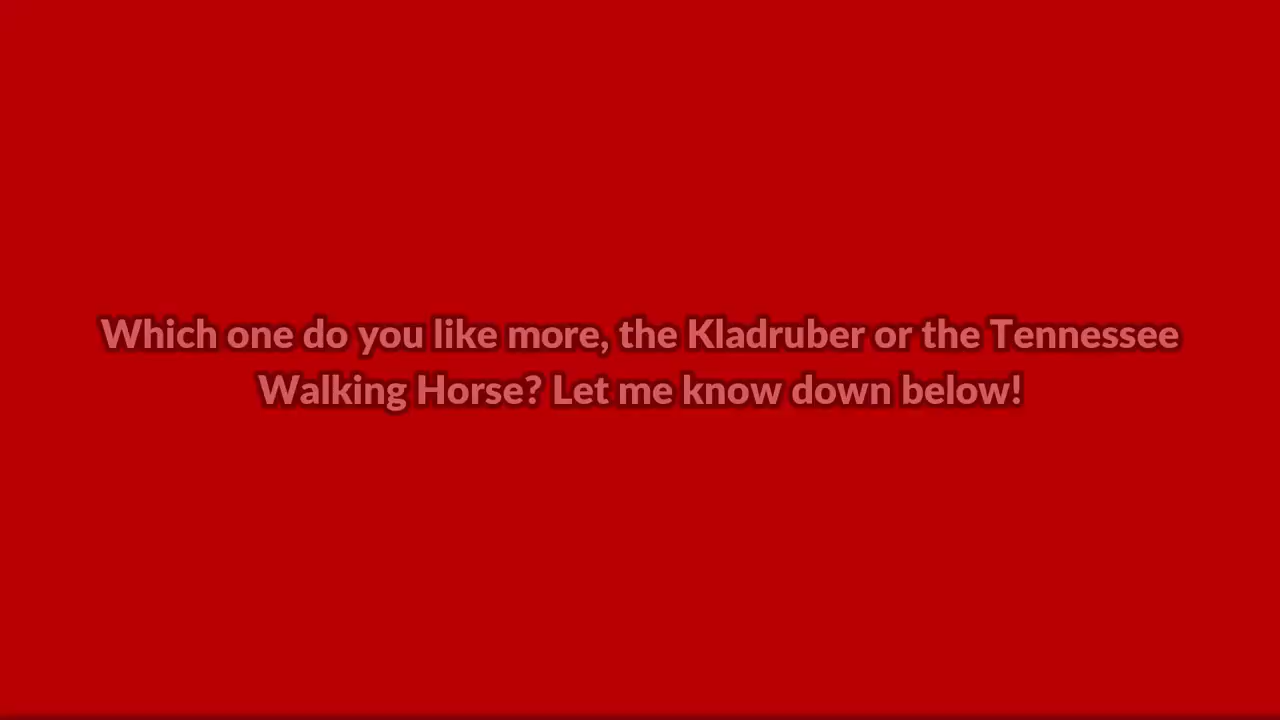 Which one do you like more, the Kladruber or the Tennessee
Walking Horse? Let me know down below!